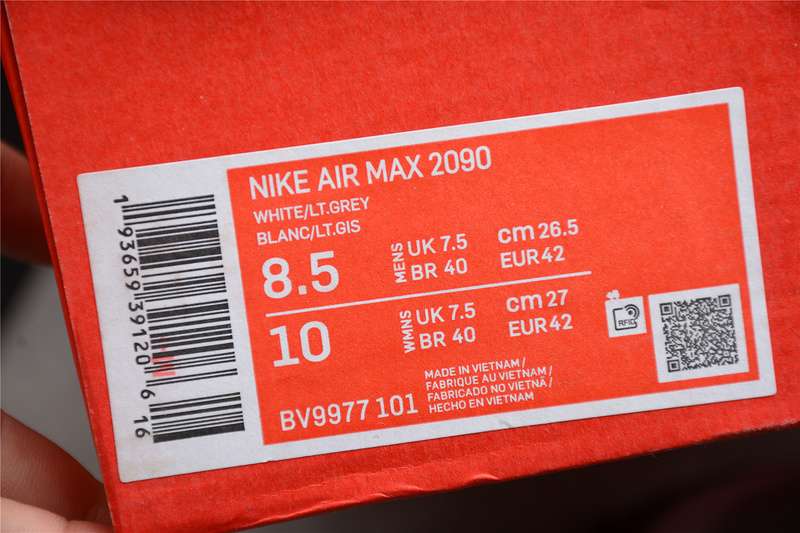 NIKE AIR MAX 2090
WHITE/LT.GREY
BLANC/LT.GIS
8.5 MENS UK 7.5 cm 26.5
BR 40 EUR 42
10 WMNS UK 7.5 cm 27
BR 40 EUR 42
BV9977 101
MADE IN VIETNAM /
FABRIQUE AU VIETNAM /
FABRICADO NO VIETNÃ /
HECHO EN VIETNAM
RFID
1 93659 39120 6 16